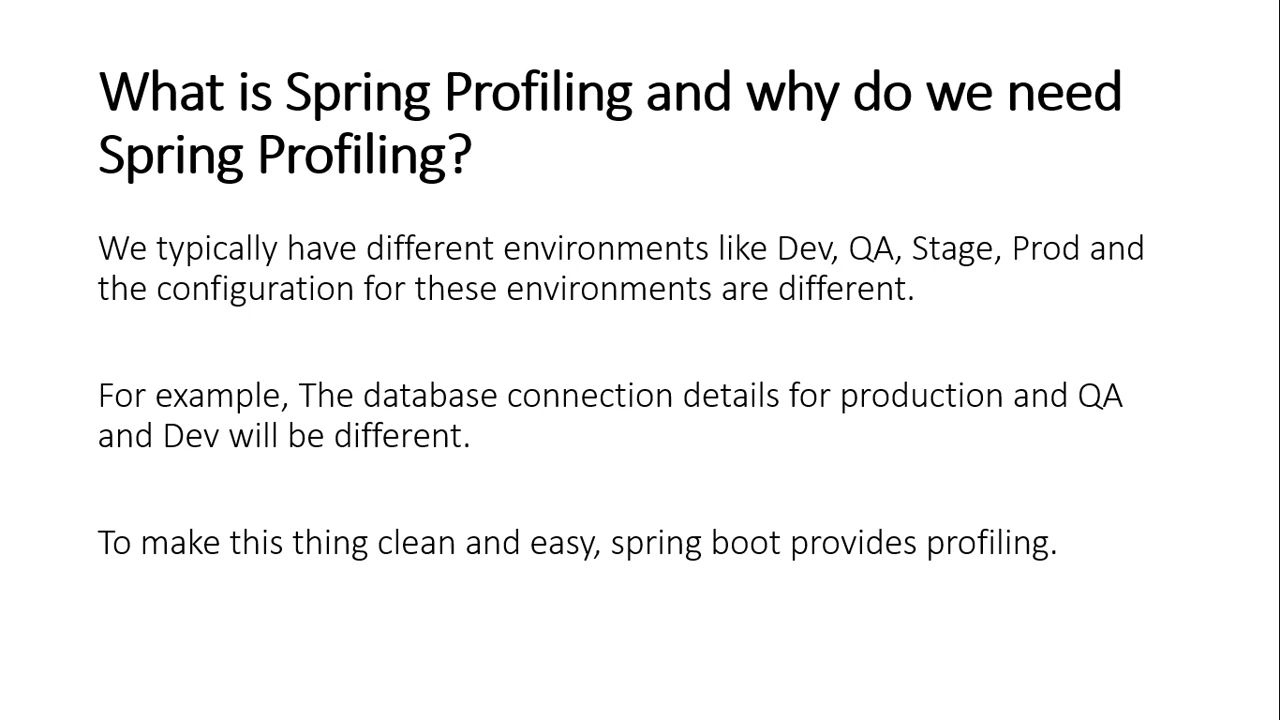 What is Spring Profiling and why do we need
Spring Profiling?
We typically have different environments like Dev, QA, Stage, Prod and
the configuration for these environments are different.
For example, The database connection details for production and QA
and Dev will be different.
To make this thing clean and easy, spring boot provides profiling.